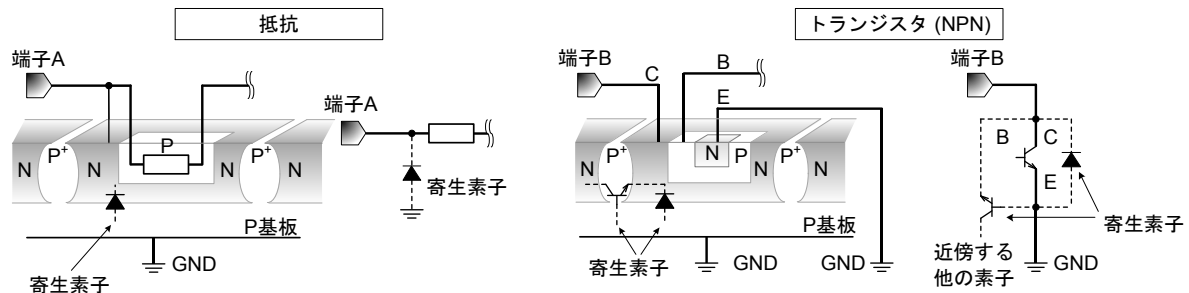 抵抗
トランジスタ (NPN)
端子A
端子A
P
N
P+
N
N
P+
N
寄生素子
P基板
GND
寄生素子
端子B
C
B
E
N
P+
N
N
P
P+
N
N
P基板
寄生素子
GND
GND
端子B
B
C
E
寄生素子
近傍する
他の素子
GND